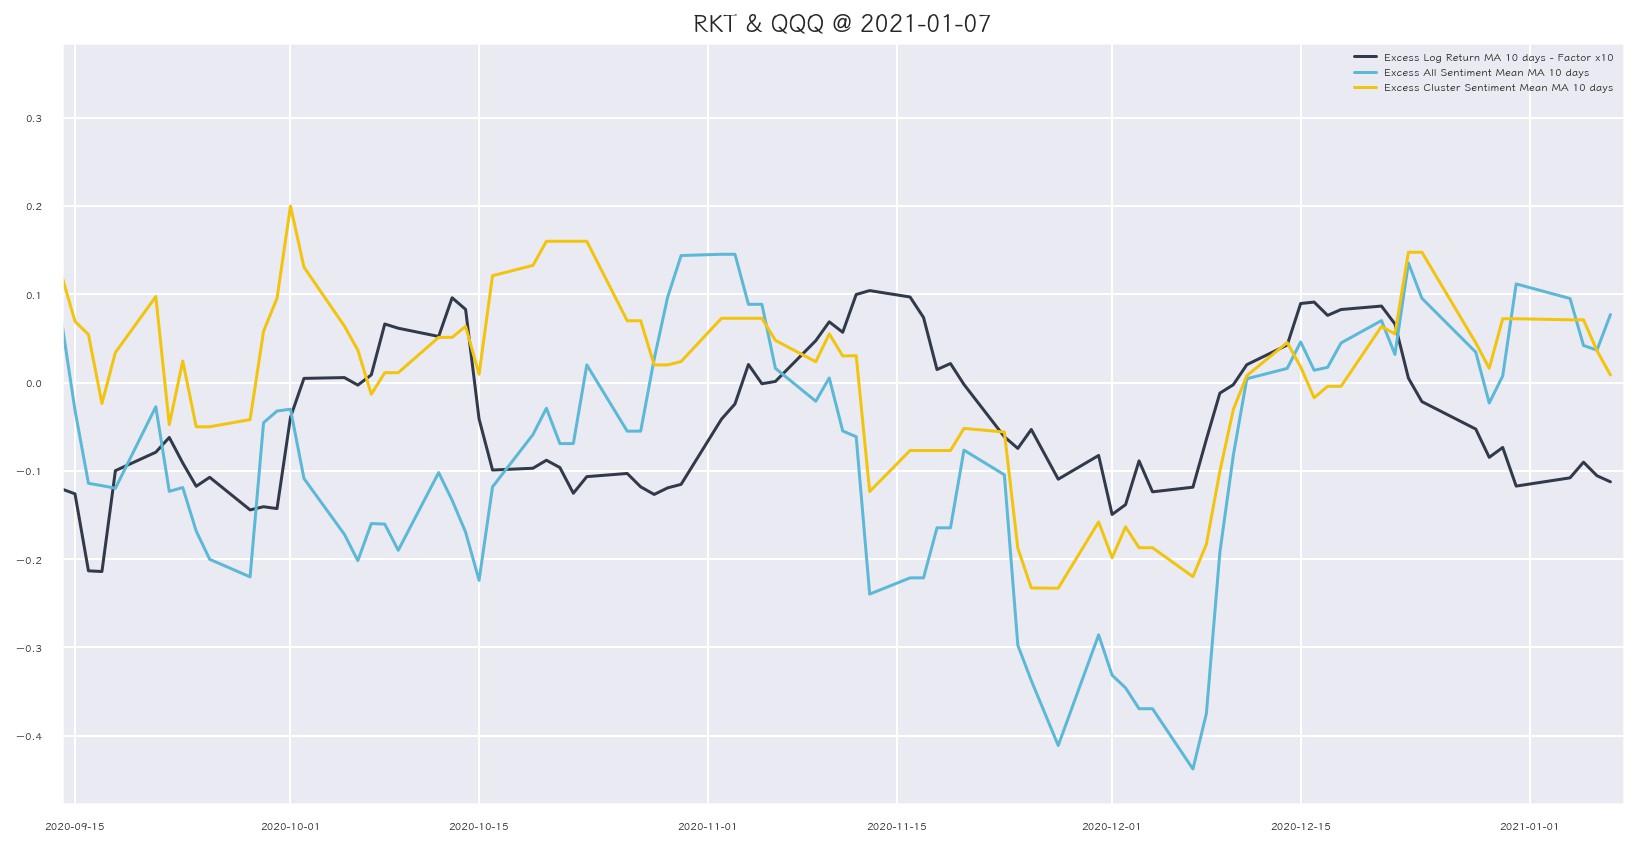 RKT & QQQ @ 2021-01-07
Excess Log Return MA 10 days - Factor x10
Excess All Sentiment Mean MA 10 days
Excess Cluster Sentiment Mean MA 10 days
0.3
0.2
0.1
0.0
−0.1
−0.2
−0.3
−0.4
2020-09-15 2020-10-01 2020-10-15 2020-11-01 2020-11-15 2020-12-01 2020-12-15 2021-01-01